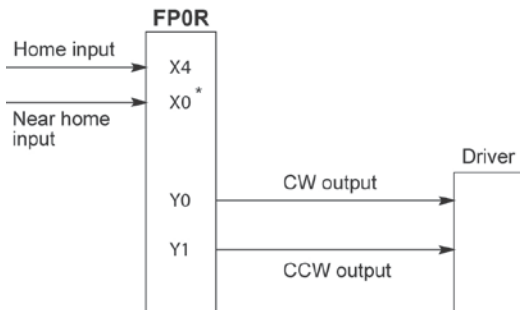 FP0R
Home input
X4
X0*
Near home
input
Driver
Y0
CW output
Y1
CCW output